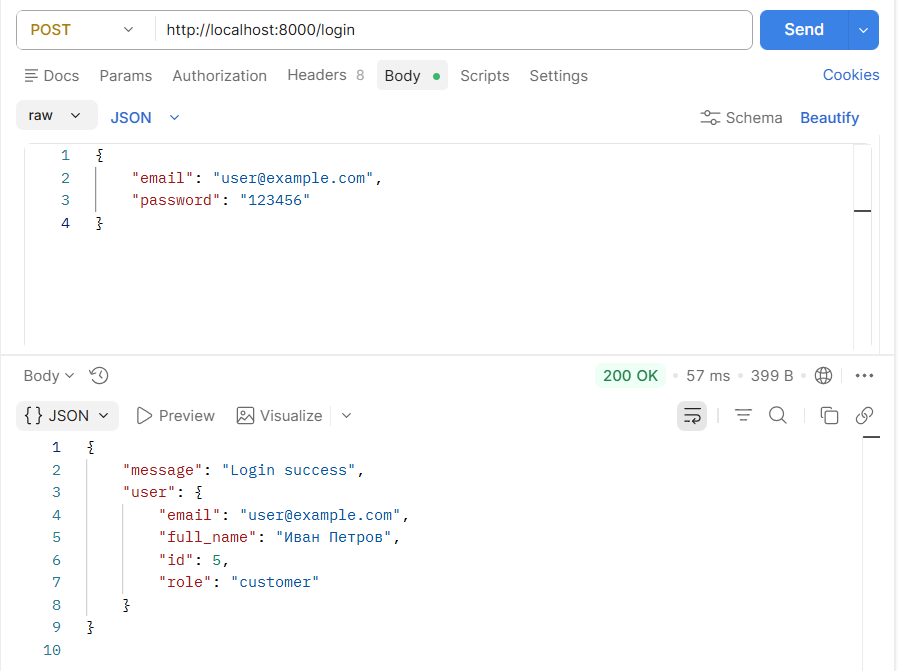 POST http://localhost:8000/login Send
Docs Params Authorization Headers 8 Body Scripts Settings Cookies
raw JSON Schema Beautify
1 {
2 "email": "user@example.com",
3 "password": "123456"
4 }
Body 200 OK • 57 ms • 399 B •
{} JSON Preview Visualize
1 {
2 "message": "Login success",
3 "user": {
4 "email": "user@example.com",
5 "full_name": "Иван Петров",
6 "id": 5,
7 "role": "customer"
8 }
9 }
10